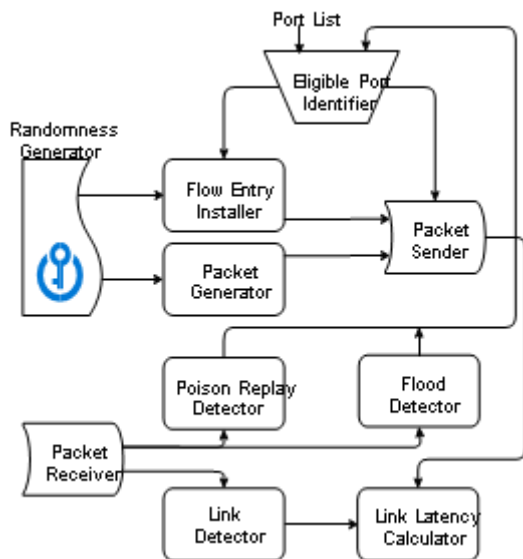 Port List
Eligible Port
Identifier
Randomness
Generator
Flow Entry
Installer
Packet
Sender
Packet
Generator
Poison Replay
Detector
Flood
Detector
Packet
Receiver
Link
Detector
Link Latency
Calculator